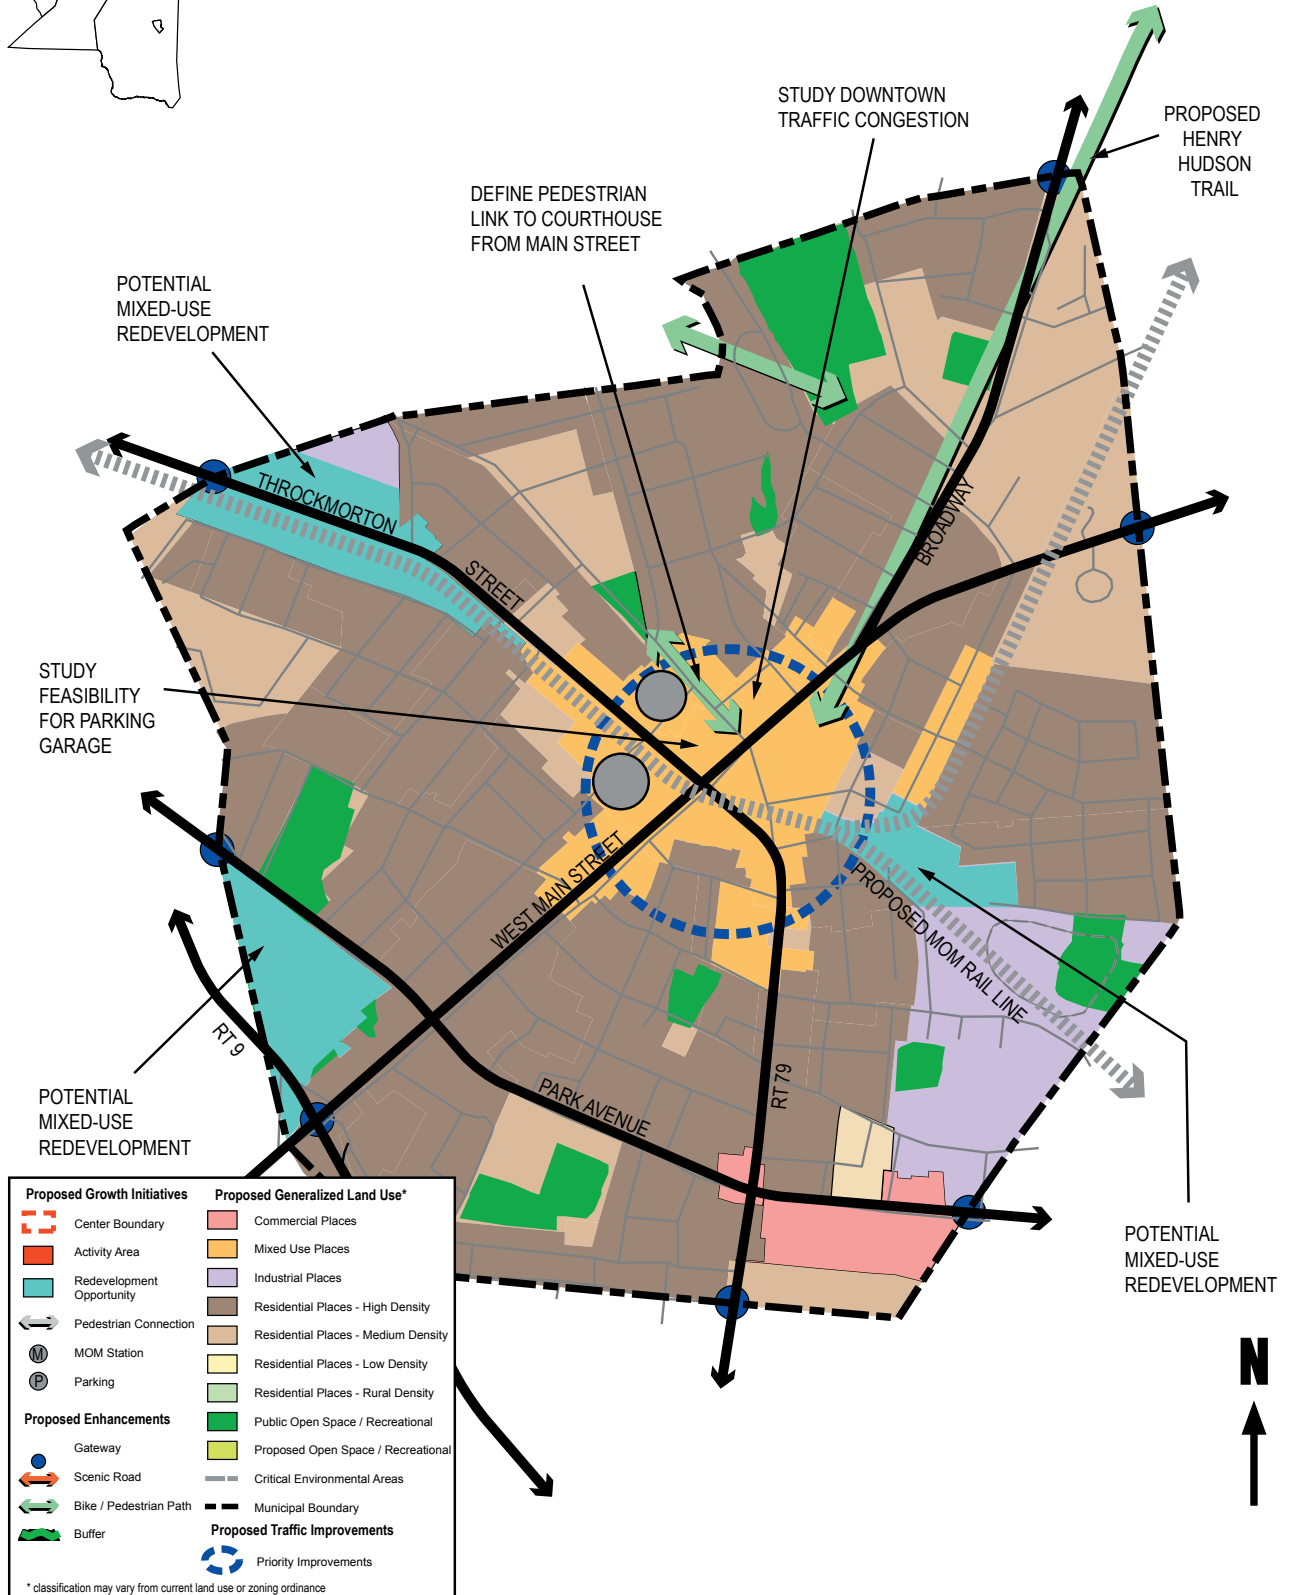 STUDY DOWNTOWN
TRAFFIC CONGESTION
PROPOSED
HENRY
HUDSON
TRAIL
DEFINE PEDESTRIAN
LINK TO COURTHOUSE
FROM MAIN STREET
POTENTIAL
MIXED-USE
REDEVELOPMENT
THROCKMORTON
STREET
BROADWAY
STUDY
FEASIBILITY
FOR PARKING
GARAGE
WEST MAIN STREET
PROPOSED MOM RAIL LINE
RT 9
RT 79
PARK AVENUE
POTENTIAL
MIXED-USE
REDEVELOPMENT
POTENTIAL
MIXED-USE
REDEVELOPMENT
N
Proposed Growth Initiatives
Center Boundary
Activity Area
Redevelopment
Opportunity
Pedestrian Connection
M MOM Station
P Parking
Proposed Enhancements
Gateway
Scenic Road
Bike / Pedestrian Path
Buffer
Proposed Generalized Land Use*
Commercial Places
Mixed Use Places
Industrial Places
Residential Places - High Density
Residential Places - Medium Density
Residential Places - Low Density
Residential Places - Rural Density
Public Open Space / Recreational
Proposed Open Space / Recreational
Critical Environmental Areas
Municipal Boundary
Proposed Traffic Improvements
Priority Improvements
* classification may vary from current land use or zoning ordinance